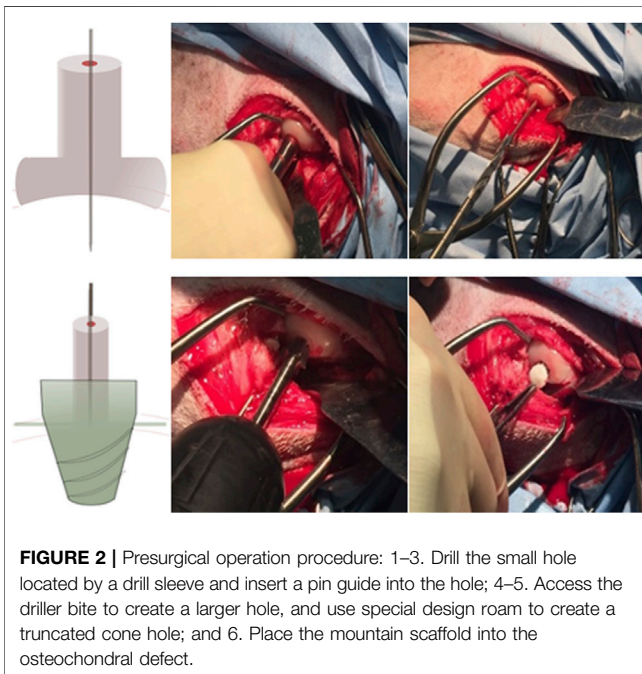 FIGURE 2 | Presurgical operation procedure: 1–3. Drill the small hole
located by a drill sleeve and insert a pin guide into the hole; 4–5. Access the
driller bite to create a larger hole, and use special design roam to create a
truncated cone hole; and 6. Place the mountain scaffold into the
osteochondral defect.